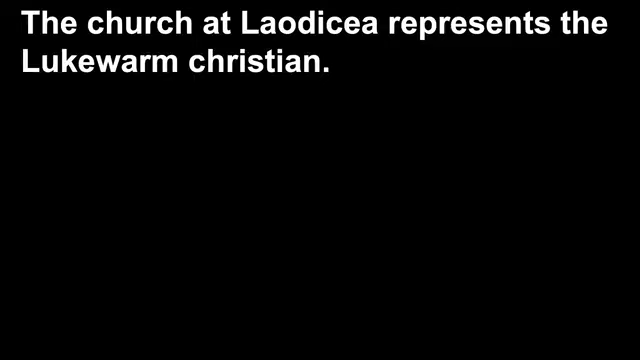 The church at Laodicea represents the
Lukewarm christian.